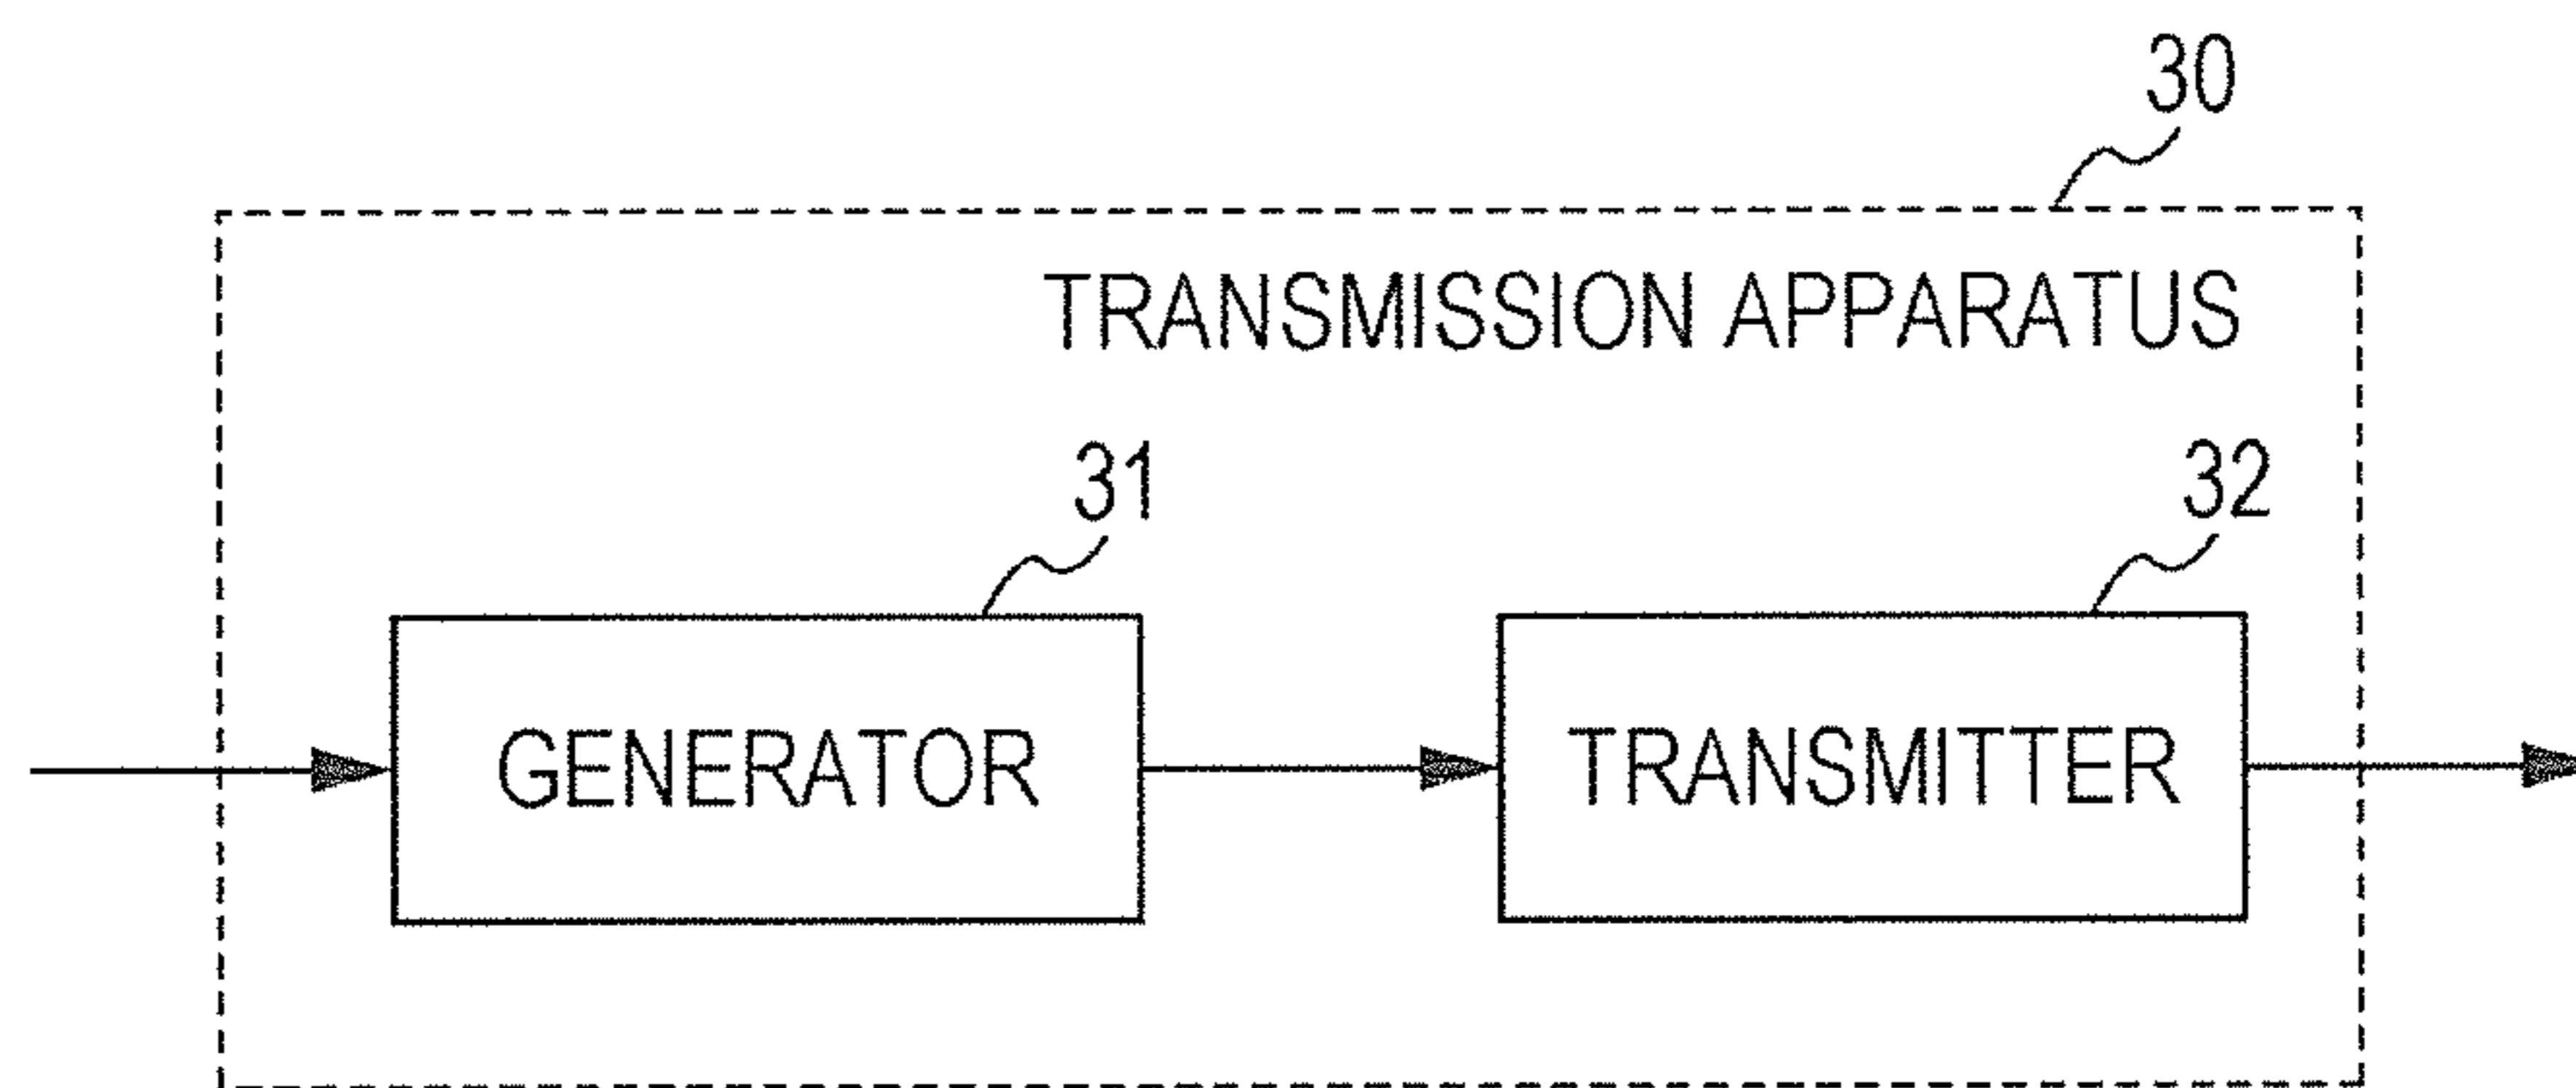 30
TRANSMISSION APPARATUS
31
32
GENERATOR
TRANSMITTER